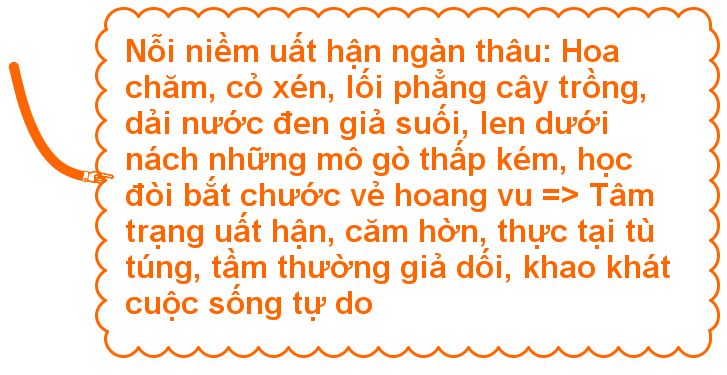 Nỗi niềm uất hận ngàn thâu: Hoa
chăm, cỏ xén, lối phẳng cây trồng,
dải nước đen giả suối, len dưới
nách những mô gò thấp kém, học
đòi bắt chước vẻ hoang vu => Tâm
trạng uất hận, căm hờn, thực tại tù
túng, tầm thường giả dối, khao khát
cuộc sống tự do